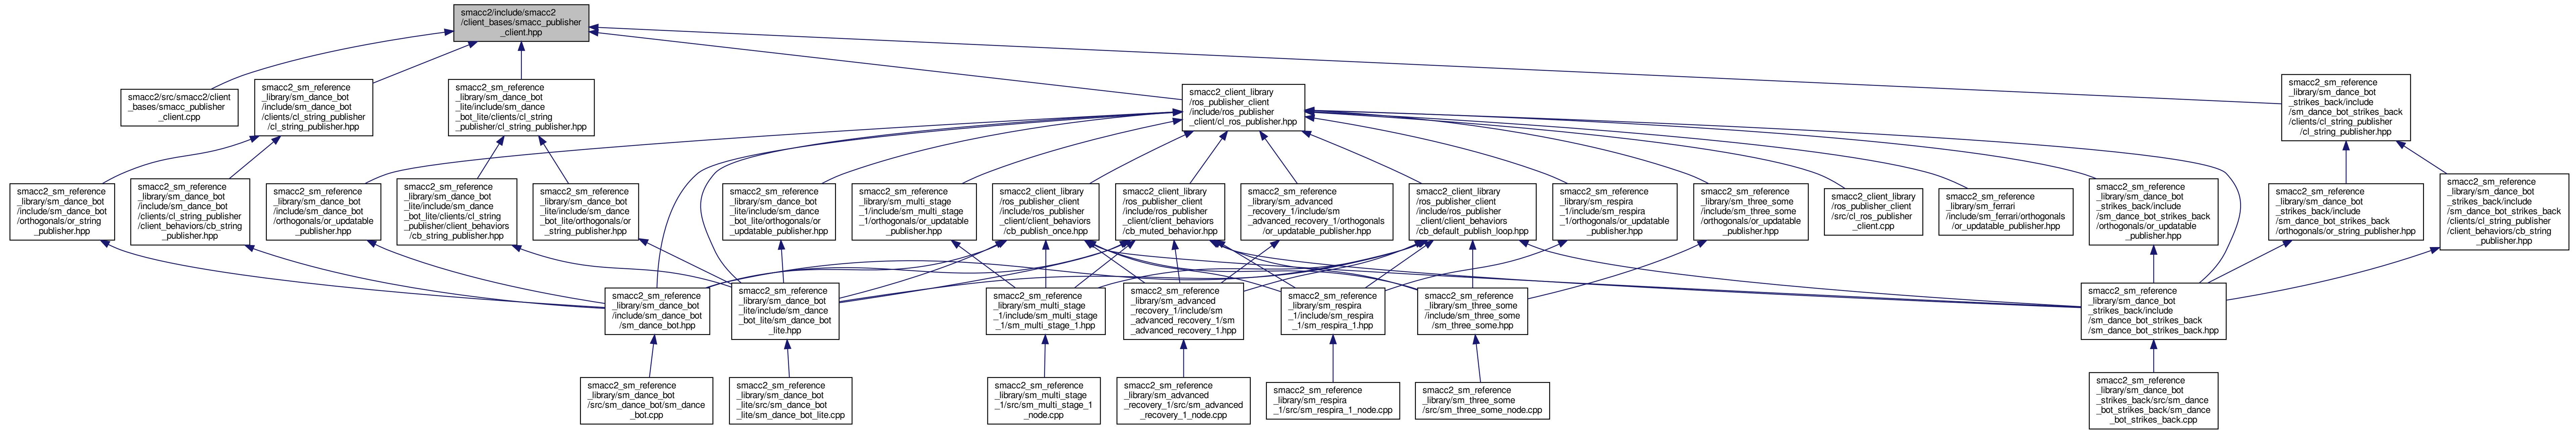 smacc2/include/smacc2
/client_bases/smacc_publisher
_client.hpp
smacc2/src/smacc2/client
_bases/smacc_publisher
_client.cpp
smacc2_sm_reference
_library/sm_dance_bot
/include/sm_dance_bot
/clients/cl_string_publisher
/cl_string_publisher.hpp
smacc2_sm_reference
_library/sm_dance_bot
_lite/include/sm_dance
_bot_lite/clients/cl_string
_publisher/cl_string_publisher.hpp
smacc2_client_library
/ros_publisher_client
/include/ros_publisher
_client/cl_ros_publisher.hpp
smacc2_sm_reference
_library/sm_dance_bot
_strikes_back/include
/sm_dance_bot_strikes_back
/clients/cl_string_publisher
/cl_string_publisher.hpp
smacc2_sm_reference
_library/sm_dance_bot
/include/sm_dance_bot
/orthogonals/or_string
_publisher.hpp
smacc2_sm_reference
_library/sm_dance_bot
/include/sm_dance_bot
/clients/cl_string_publisher
/client_behaviors/cb_string
_publisher.hpp
smacc2_sm_reference
_library/sm_dance_bot
/include/sm_dance_bot
/orthogonals/or_updatable
_publisher.hpp
smacc2_sm_reference
_library/sm_dance_bot
_lite/include/sm_dance
_bot_lite/clients/cl_string
_publisher/client_behaviors
/cb_string_publisher.hpp
smacc2_sm_reference
_library/sm_dance_bot
_lite/include/sm_dance
_bot_lite/orthogonals/or
_string_publisher.hpp
smacc2_sm_reference
_library/sm_dance_bot
_lite/include/sm_dance
_bot_lite/orthogonals/or
_updatable_publisher.hpp
smacc2_sm_reference
_library/sm_multi_stage
_1/include/sm_multi_stage
_1/orthogonals/or_updatable
_publisher.hpp
smacc2_client_library
/ros_publisher_client
/include/ros_publisher
_client/client_behaviors
/cb_publish_once.hpp
smacc2_client_library
/ros_publisher_client
/include/ros_publisher
_client/client_behaviors
/cb_muted_behavior.hpp
smacc2_sm_reference
_library/sm_advanced
_recovery_1/include/sm
_advanced_recovery_1/orthogonals
/or_updatable_publisher.hpp
smacc2_client_library
/ros_publisher_client
/include/ros_publisher
_client/client_behaviors
/cb_default_publish_loop.hpp
smacc2_sm_reference
_library/sm_respira
_1/include/sm_respira
_1/orthogonals/or_updatable
_publisher.hpp
smacc2_sm_reference
_library/sm_three_some
/include/sm_three_some
/orthogonals/or_updatable
_publisher.hpp
smacc2_client_library
/ros_publisher_client
/src/cl_ros_publisher
_client.cpp
smacc2_sm_reference
_library/sm_ferrari
/include/sm_ferrari/orthogonals
/or_updatable_publisher.hpp
smacc2_sm_reference
_library/sm_dance_bot
_strikes_back/include
/sm_dance_bot_strikes_back
/orthogonals/or_updatable
_publisher.hpp
smacc2_sm_reference
_library/sm_dance_bot
_strikes_back/include
/sm_dance_bot_strikes_back
/orthogonals/or_string_publisher.hpp
smacc2_sm_reference
_library/sm_dance_bot
_strikes_back/include
/sm_dance_bot_strikes_back
/clients/cl_string_publisher
/client_behaviors/cb_string
_publisher.hpp
smacc2_sm_reference
_library/sm_dance_bot
/include/sm_dance_bot
/sm_dance_bot.hpp
smacc2_sm_reference
_library/sm_dance_bot
_lite/include/sm_dance
_bot_lite/sm_dance_bot
_lite.hpp
smacc2_sm_reference
_library/sm_multi_stage
_1/include/sm_multi_stage
_1/sm_multi_stage_1.hpp
smacc2_sm_reference
_library/sm_advanced
_recovery_1/include/sm
_advanced_recovery_1/sm
_advanced_recovery_1.hpp
smacc2_sm_reference
_library/sm_respira
_1/include/sm_respira
_1/sm_respira_1.hpp
smacc2_sm_reference
_library/sm_three_some
/include/sm_three_some
/sm_three_some.hpp
smacc2_sm_reference
_library/sm_dance_bot
_strikes_back/include
/sm_dance_bot_strikes_back
/sm_dance_bot_strikes_back.hpp
smacc2_sm_reference
_library/sm_dance_bot
/src/sm_dance_bot/sm_dance
_bot.cpp
smacc2_sm_reference
_library/sm_dance_bot
_lite/src/sm_dance_bot
_lite/sm_dance_bot_lite.cpp
smacc2_sm_reference
_library/sm_multi_stage
_1/src/sm_multi_stage_1
_node.cpp
smacc2_sm_reference
_library/sm_advanced
_recovery_1/src/sm_advanced
_recovery_1_node.cpp
smacc2_sm_reference
_library/sm_respira
_1/src/sm_respira_1_node.cpp
smacc2_sm_reference
_library/sm_three_some
/src/sm_three_some_node.cpp
smacc2_sm_reference
_library/sm_dance_bot
_strikes_back/src/sm_dance
_bot_strikes_back/sm_dance
_bot_strikes_back.cpp